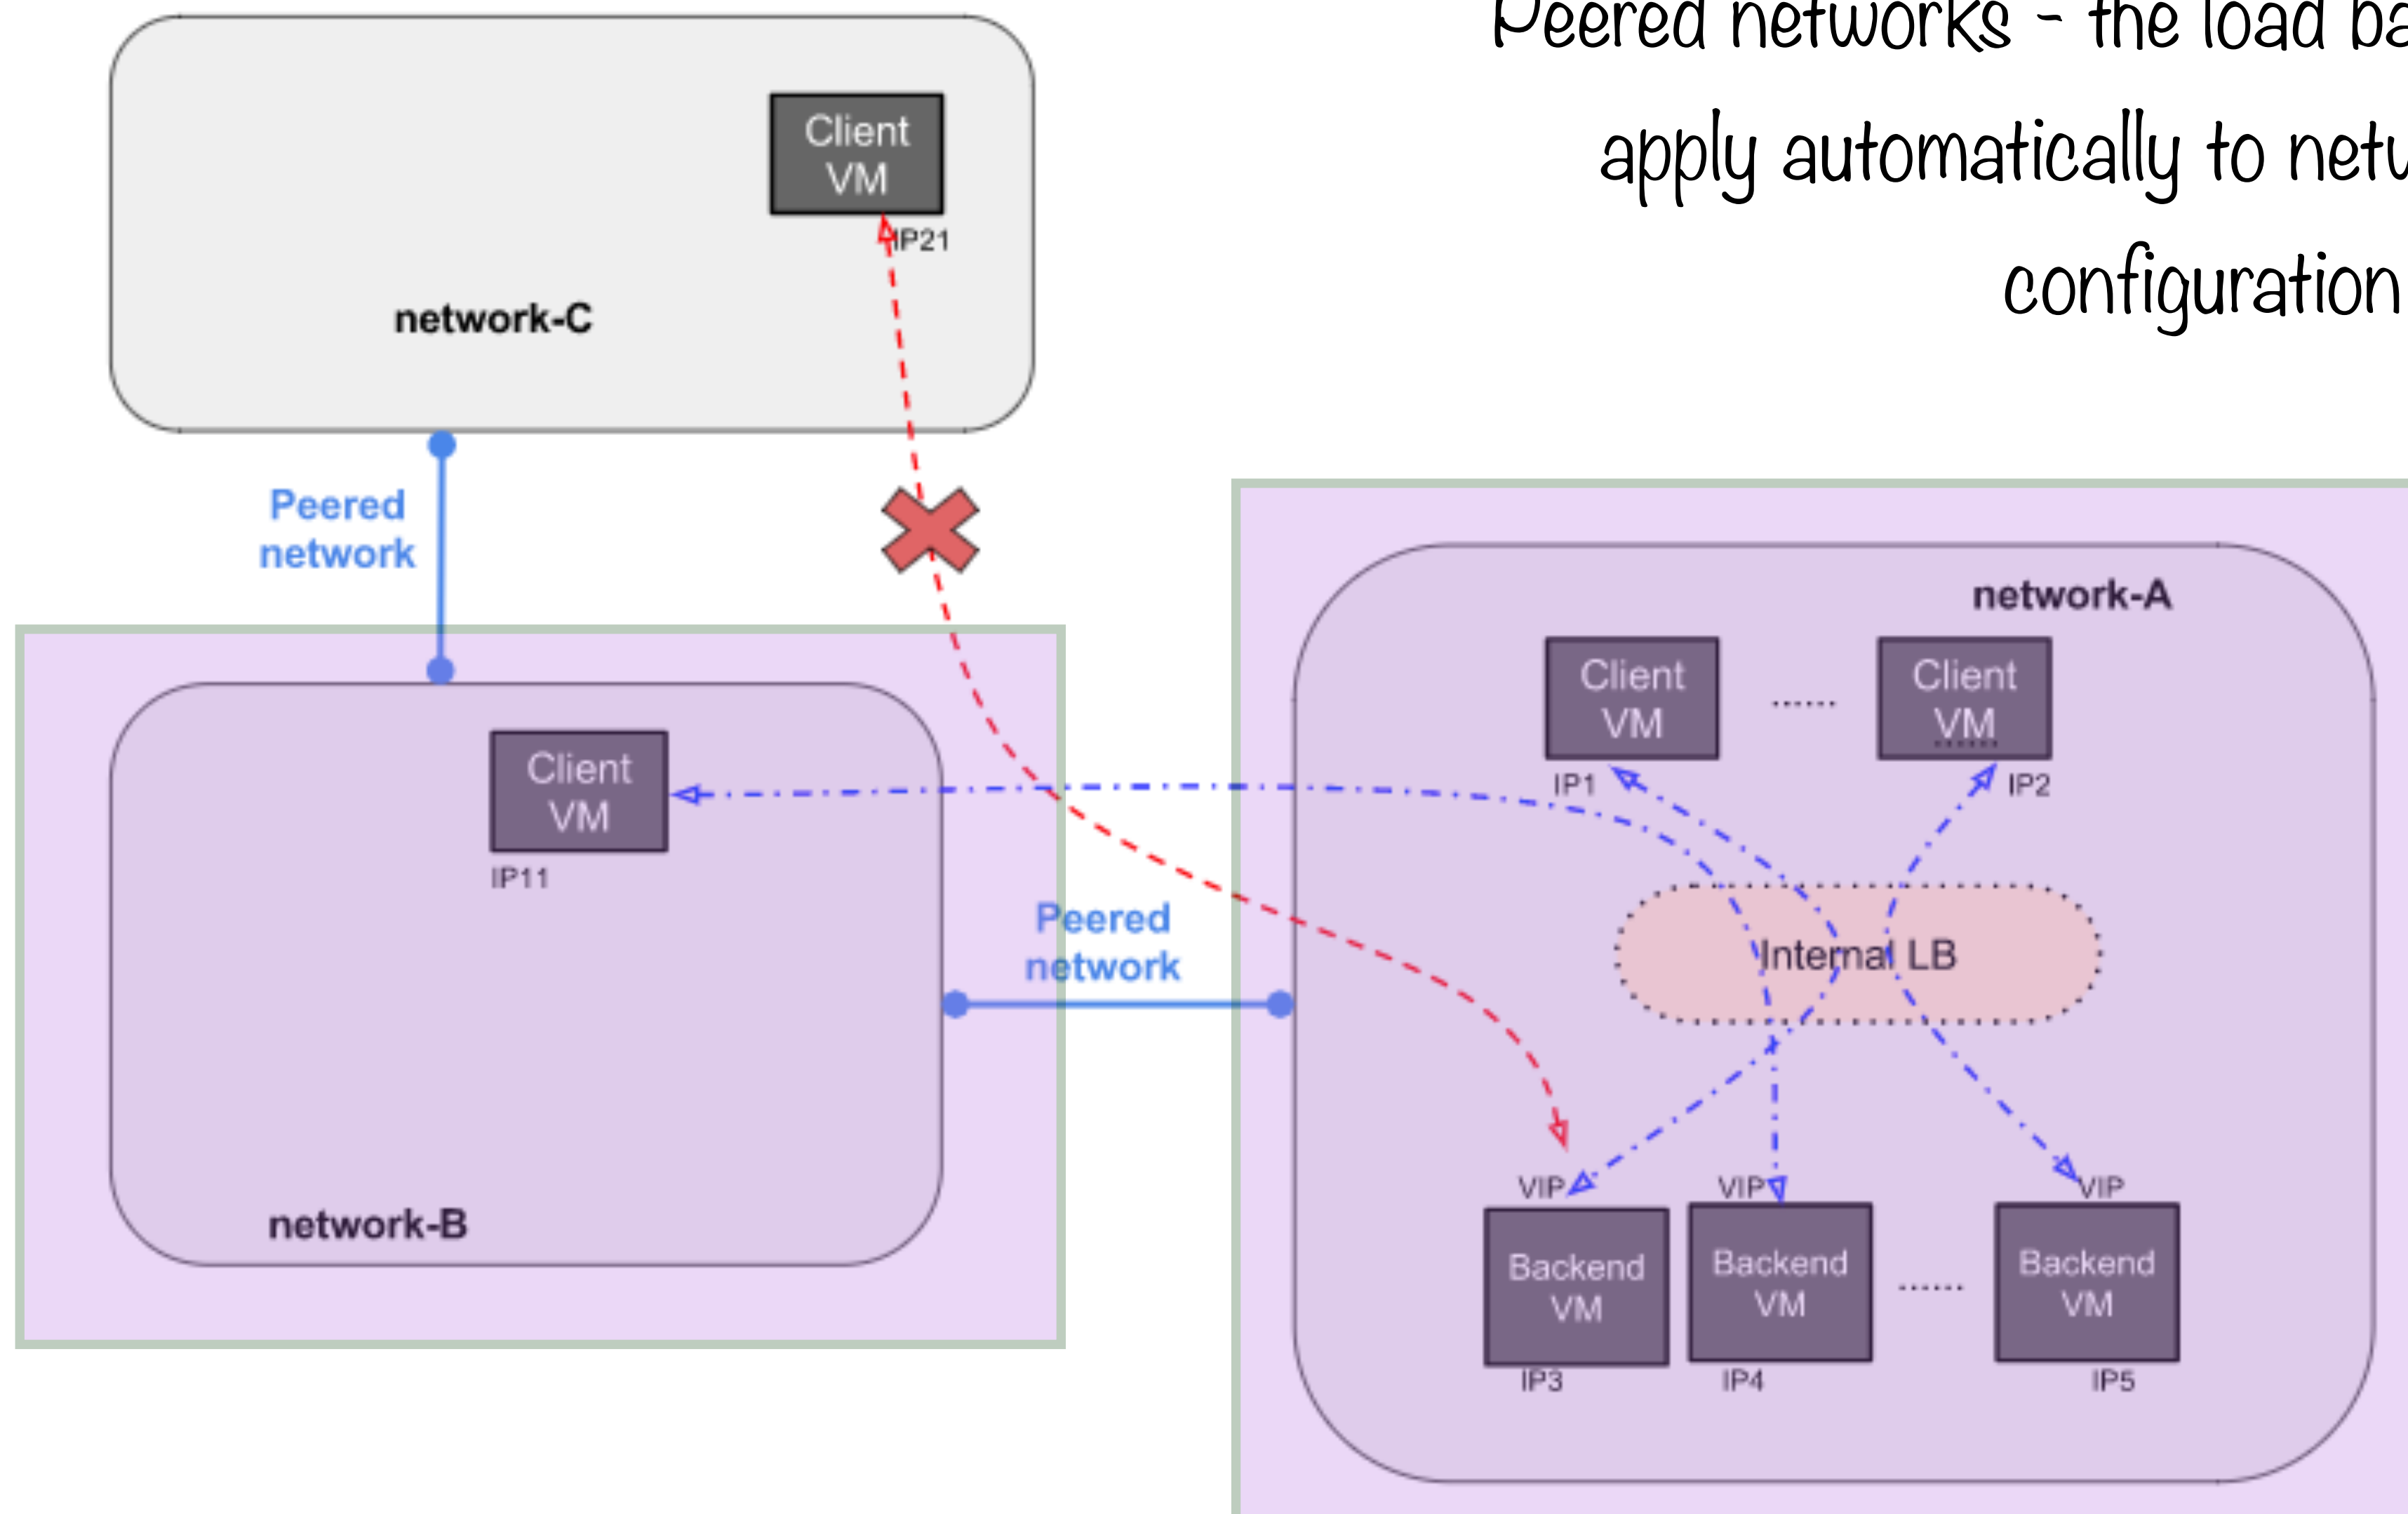 Peered networks - the load ba
apply automatically to netw
configuration
Client
VM
IP21
network-C
Peered
network
network-A
Client
VM
IP1
......
Client
VM
IP2
Client
VM
IP11
Peered
network
Internal LB
network-B
VIP
VIP
VIP
Backend
VM
IP3
Backend
VM
IP4
......
Backend
VM
IP5